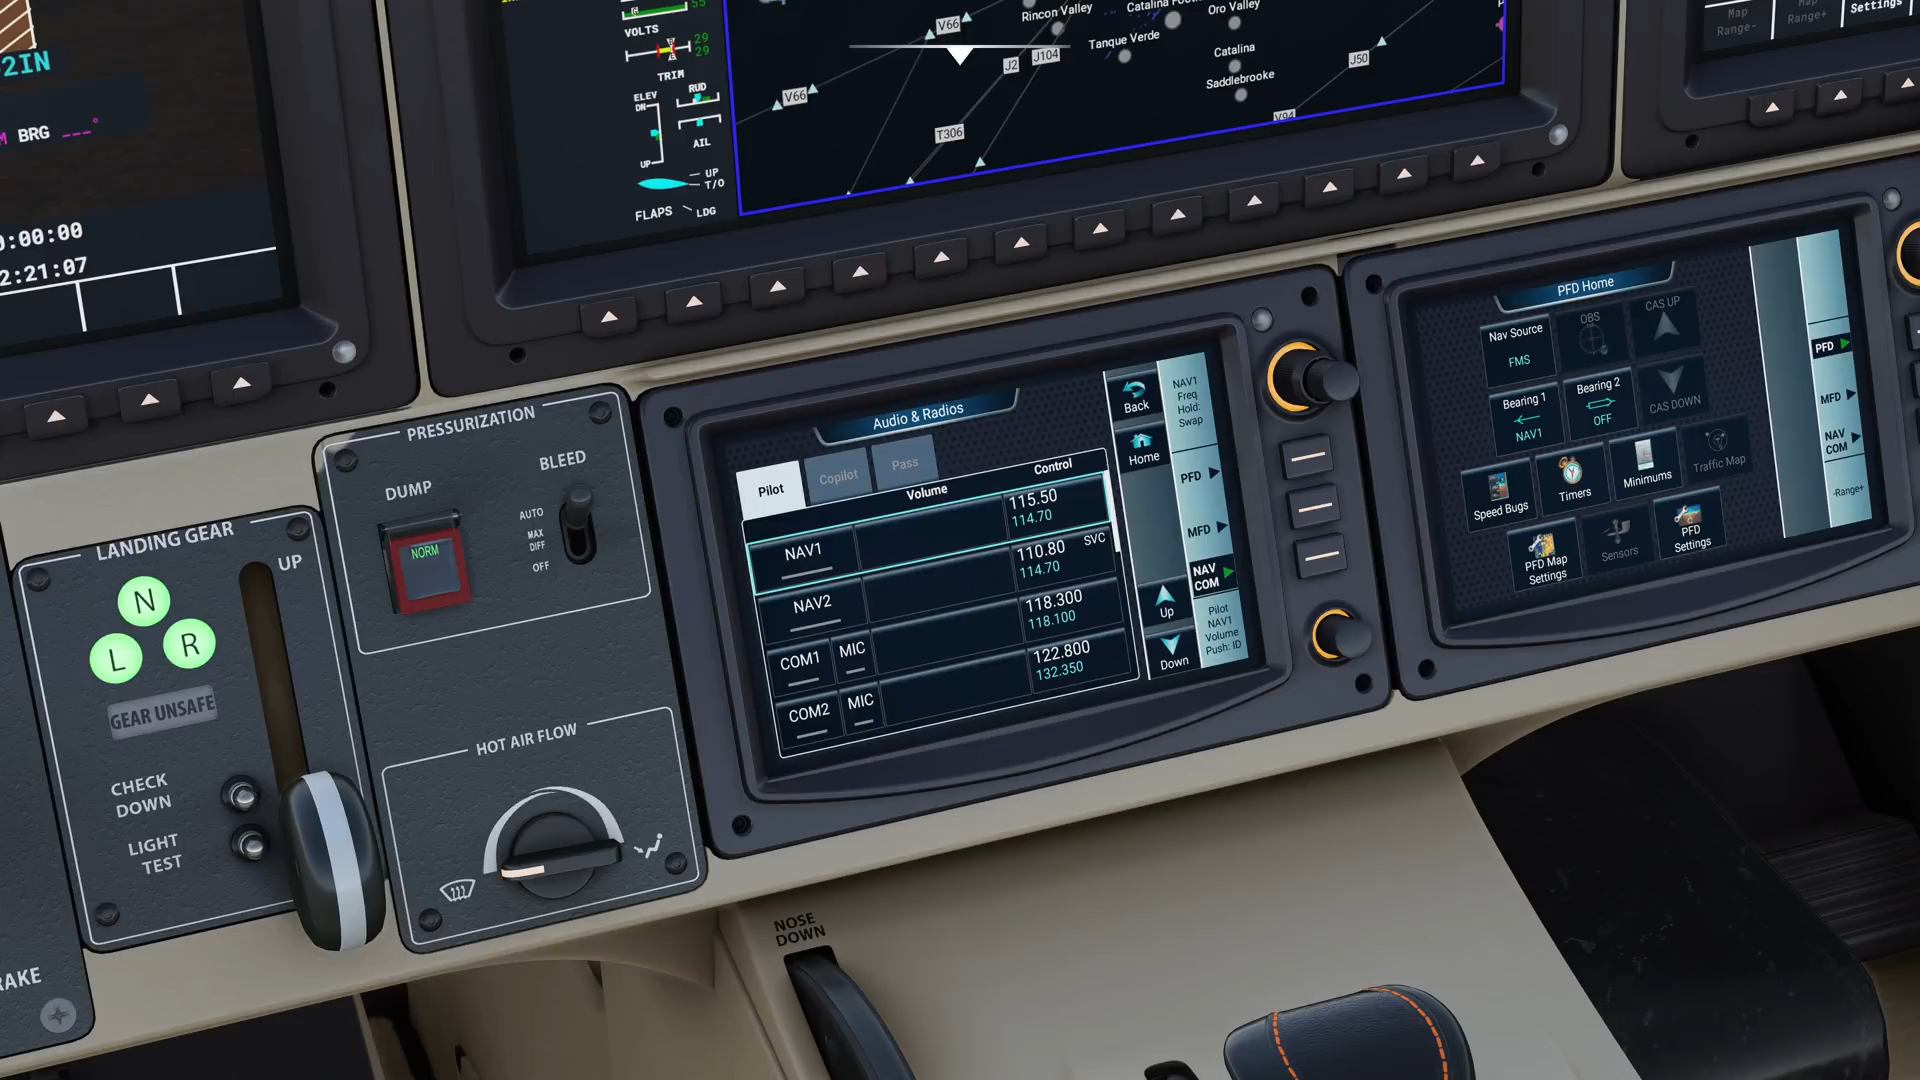 2IN
M BRG ---°
0:00:00
2:21:07
55
VOLTS
29
29
TRIM
ELEV
DN
RUD
UP
AIL
UP
T/O
FLAPS
LDG
V66
V66
J2
J104
T306
J50
V94
Rincon Valley
Oro Valley
Tanque Verde
Catalina
Saddlebrooke
Map
Range-
Map
Range+
Settings
PRESSURIZATION
DUMP
NORM
BLEED
AUTO
MAX
DIFF
OFF
LANDING GEAR
UP
N
L
R
GEAR UNSAFE
CHECK
DOWN
LIGHT
TEST
HOT AIR FLOW
RAKE
NOSE
DOWN
Audio & Radios
Pilot
Copilot
Pass
Volume
Control
NAV1
115.50
114.70
NAV2
110.80
SVC
114.70
COM1
MIC
118.300
118.100
COM2
MIC
122.800
132.350
Back
Home
Up
Down
NAV1
Freq
Hold:
Swap
PFD
MFD
NAV
COM
Pilot
NAV1
Volume
Push: ID
PFD Home
Nav Source
FMS
OBS
CAS UP
Bearing 1
NAV1
Bearing 2
OFF
CAS DOWN
Speed Bugs
Timers
Minimums
Traffic Map
PFD Map
Settings
Sensors
PFD
Settings
PFD
MFD
NAV
COM
-Range+